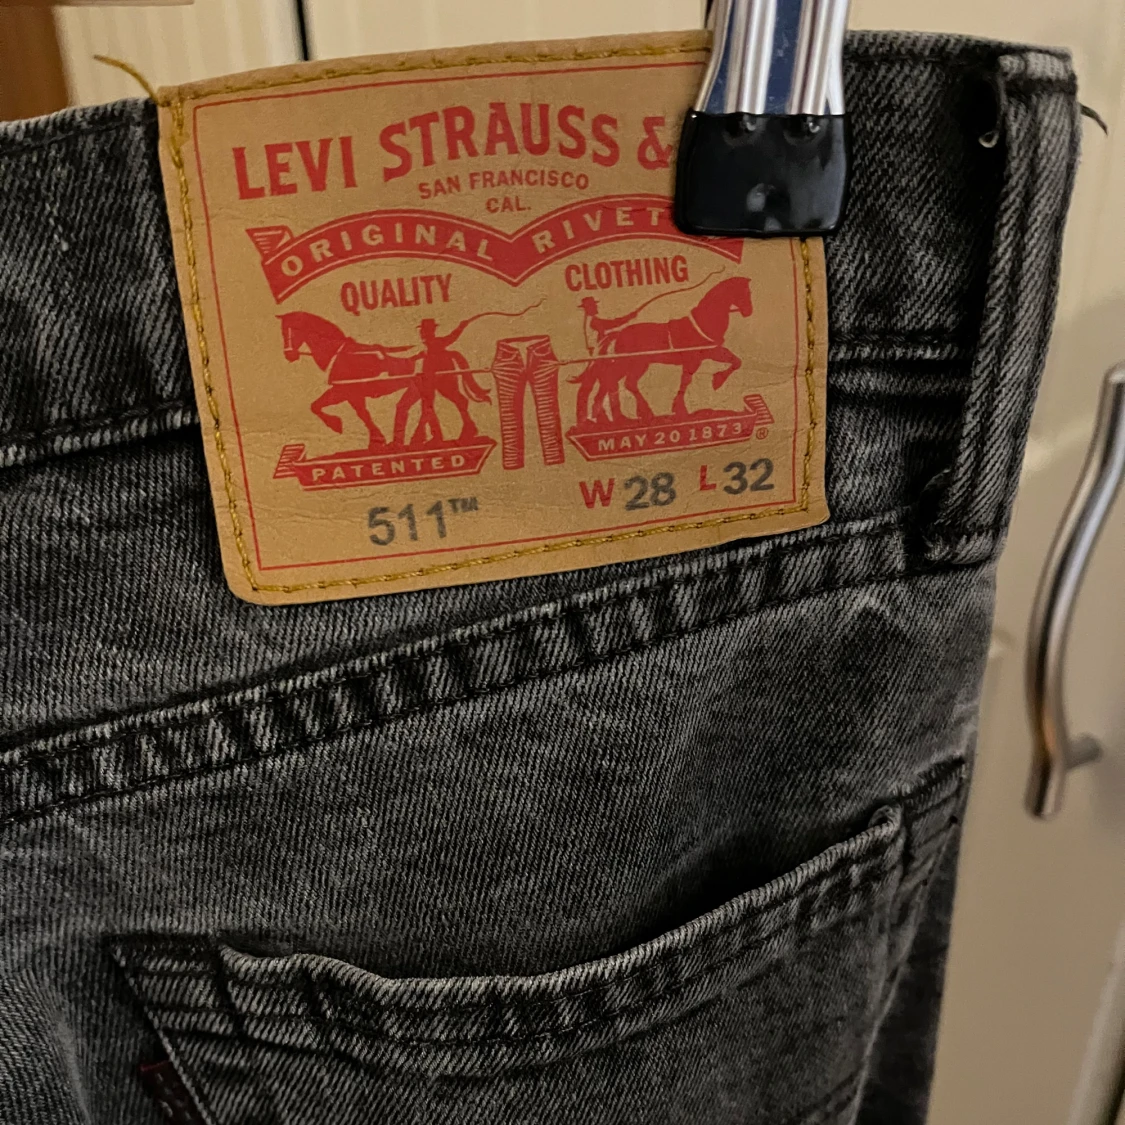 LEVI STRAUSS &
SAN FRANCISCO
CAL.
ORIGINAL
QUALITY CLOTHING
PATENTED MAY 20 1873 ®
511™ W 28 L 32